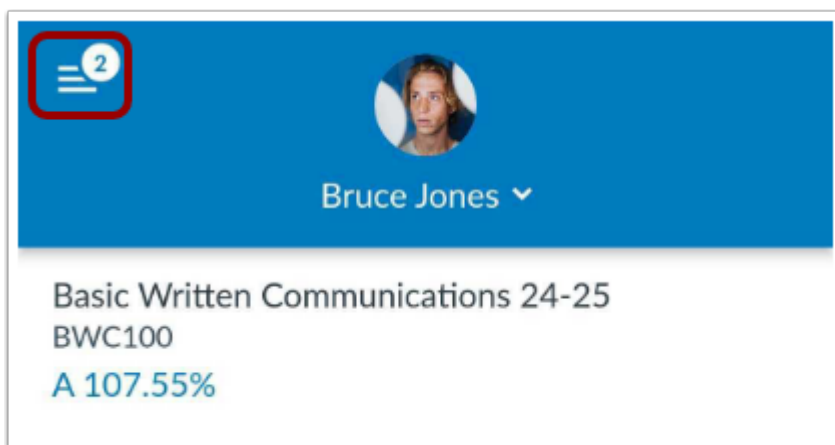 2
Bruce Jones
Basic Written Communications 24-25
BWC100
A 107.55%